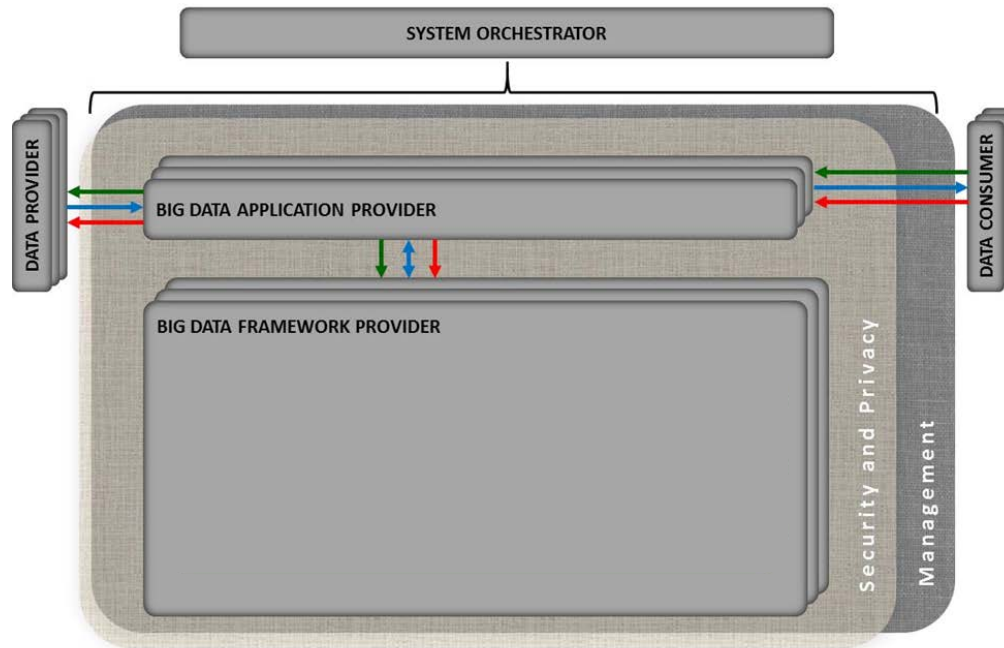 SYSTEM ORCHESTRATOR
DATA PROVIDER
BIG DATA APPLICATION PROVIDER
DATA CONSUMER
BIG DATA FRAMEWORK PROVIDER
Security and Privacy
Management